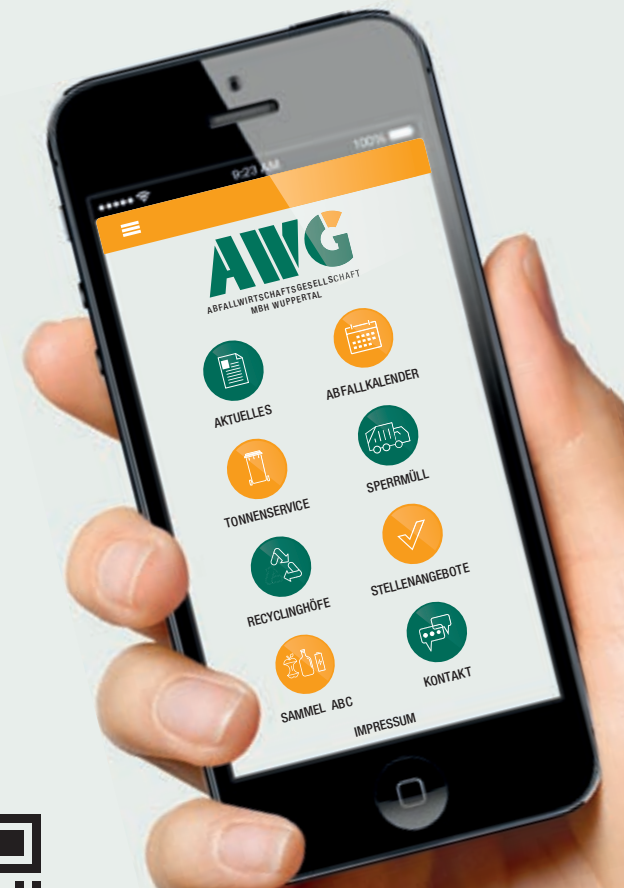 9:23 AM
100%
AWG
ABFALLWIRTSCHAFTSGESELLSCHAFT
MBH WUPPERTAL
AKTUELLES
ABFALLKALENDER
TONNENSERVICE
SPERRMÜLL
RECYCLINGHÖFE
STELLENANGEBOTE
SAMMEL ABC
KONTAKT
IMPRESSUM